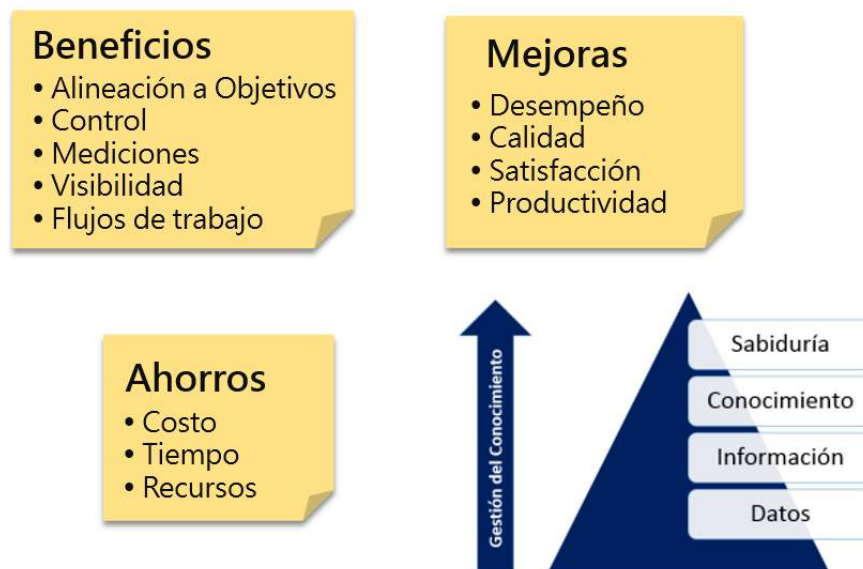 Beneficios
• Alineación a Objetivos
• Control
• Mediciones
• Visibilidad
• Flujos de trabajo
Mejoras
• Desempeño
• Calidad
• Satisfacción
• Productividad
Ahorros
• Costo
• Tiempo
• Recursos
Gestión del Conocimiento
Sabiduría
Conocimiento
Información
Datos